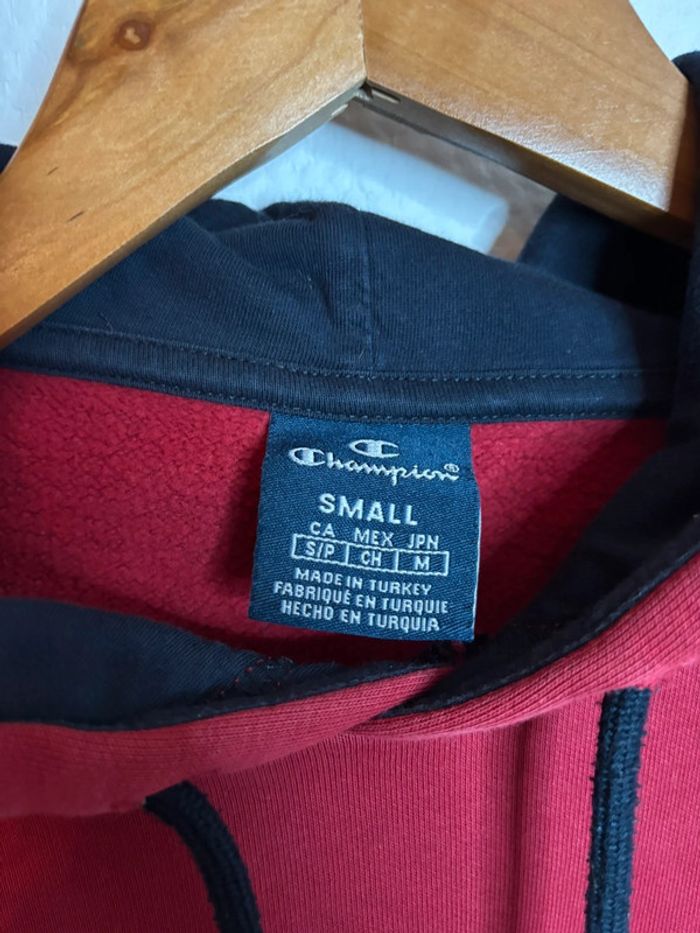 Champion®
SMALL
CA MEX JPN
S/P CH M
MADE IN TURKEY
FABRIQUÉ EN TURQUIE
HECHO EN TURQUIA